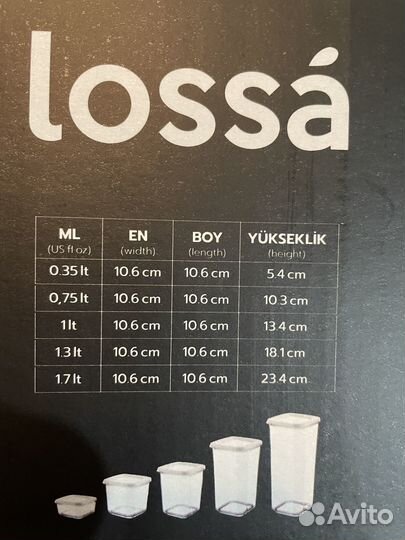 lossá
ML EN BOY YÜKSEKLİK
(US fl oz) (width) (length) (height)
0.35 lt 10.6 cm 10.6 cm 5.4 cm
0,75 lt 10.6 cm 10.6 cm 10.3 cm
1 lt 10.6 cm 10.6 cm 13.4 cm
1.3 lt 10.6 cm 10.6 cm 18.1 cm
1.7 lt 10.6 cm 10.6 cm 23.4 cm
Avito